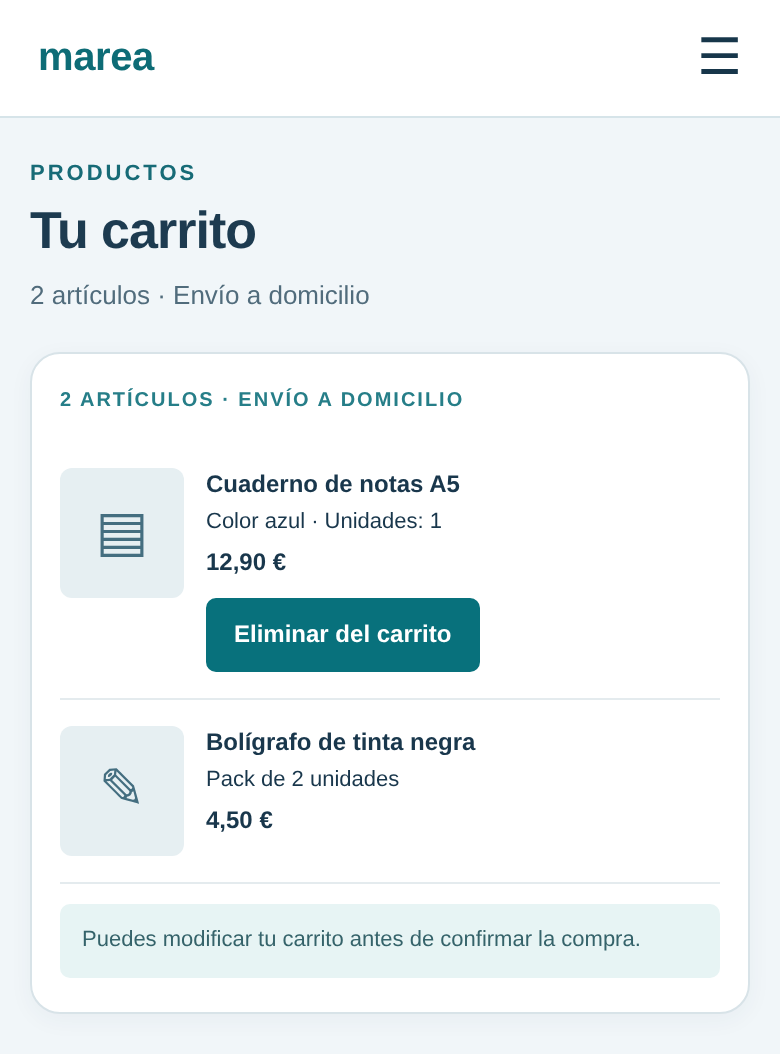 marea
PRODUCTOS
Tu carrito
2 artículos · Envío a domicilio
2 ARTÍCULOS · ENVÍO A DOMICILIO
Cuaderno de notas A5
Color azul · Unidades: 1
12,90 €
Eliminar del carrito
Bolígrafo de tinta negra
Pack de 2 unidades
4,50 €
Puedes modificar tu carrito antes de confirmar la compra.